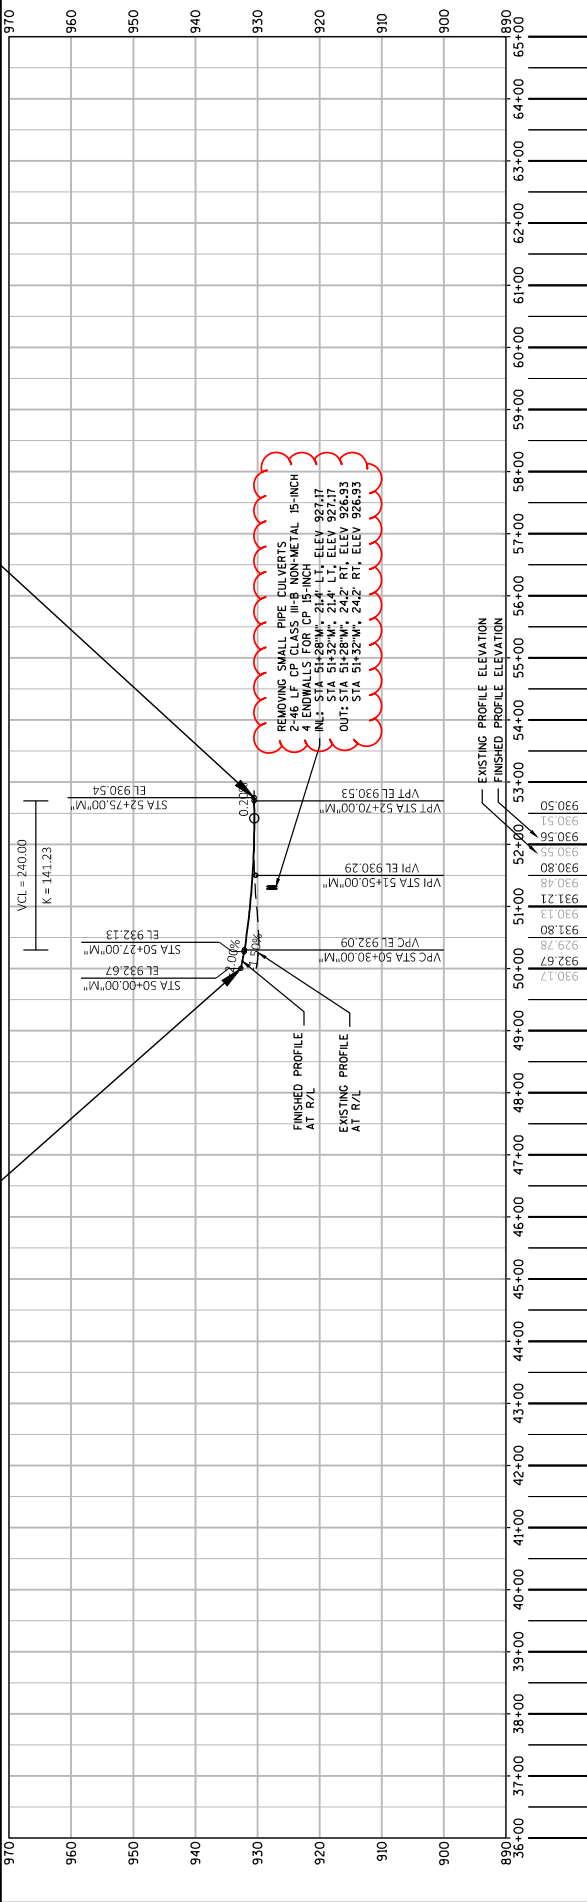 970
960
950
940
930
920
910
900
890
970
960
950
940
930
920
910
900
890
VCL = 240.00
K = 141.23
STA 50+00.00"M"
EL 932.67
STA 50+27.00"M"
EL 932.13
STA 52+75.00"M"
EL 930.54
-2.00%
-1.50%
0.20%
VPC STA 50+30.00"M"
VPC EL 932.09
VPI STA 51+50.00"M"
VPI EL 930.29
VPT STA 52+70.00"M"
VPT EL 930.53
FINISHED PROFILE
AT R/L
EXISTING PROFILE
AT R/L
REMOVING SMALL PIPE CULVERTS
2-46 LF CP CLASS III-B NON-METAL 15-INCH
4 ENDWALLS FOR CP 15-INCH
INL: STA 51+28"M", 21.4' LT, ELEV 927.17
STA 51+32"M", 21.4' LT, ELEV 927.17
OUT: STA 51+28"M", 24.2' RT, ELEV 926.93
STA 51+32"M", 24.2' RT, ELEV 926.93
EXISTING PROFILE ELEVATION
FINISHED PROFILE ELEVATION
36+00
37+00
38+00
39+00
40+00
41+00
42+00
43+00
44+00
45+00
46+00
47+00
48+00
49+00
50+00
51+00
52+00
53+00
54+00
55+00
56+00
57+00
58+00
59+00
60+00
61+00
62+00
63+00
64+00
65+00
930.17
932.67
929.78
931.80
930.13
931.21
930.48
930.80
930.55
930.56
930.51
930.50